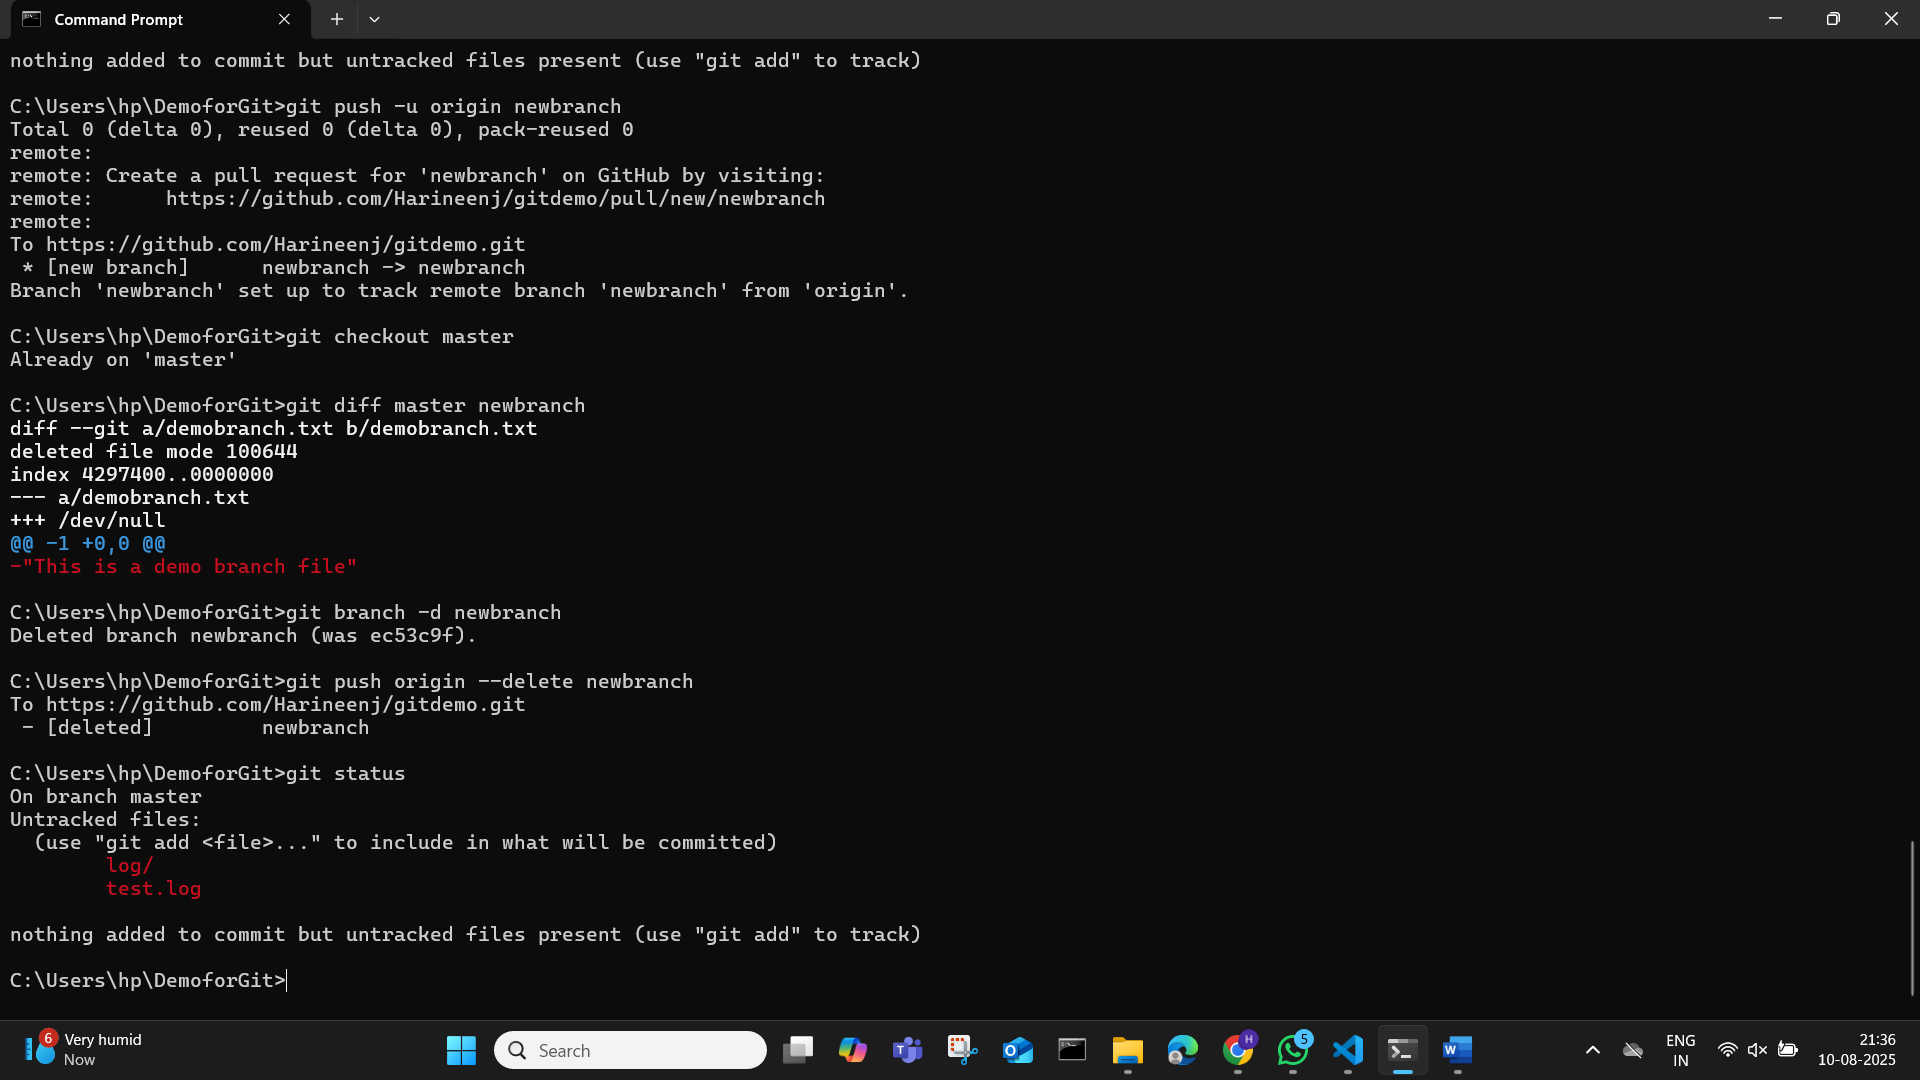 Command Prompt
nothing added to commit but untracked files present (use "git add" to track)
C:\Users\hp\DemoforGit>git push -u origin newbranch
Total 0 (delta 0), reused 0 (delta 0), pack-reused 0
remote:
remote: Create a pull request for 'newbranch' on GitHub by visiting:
remote:      https://github.com/Harineenj/gitdemo/pull/new/newbranch
remote:
To https://github.com/Harineenj/gitdemo.git
 * [new branch]      newbranch -> newbranch
Branch 'newbranch' set up to track remote branch 'newbranch' from 'origin'.
C:\Users\hp\DemoforGit>git checkout master
Already on 'master'
C:\Users\hp\DemoforGit>git diff master newbranch
diff --git a/demobranch.txt b/demobranch.txt
deleted file mode 100644
index 4297400..0000000
--- a/demobranch.txt
+++ /dev/null
@@ -1 +0,0 @@
-"This is a demo branch file"
C:\Users\hp\DemoforGit>git branch -d newbranch
Deleted branch newbranch (was ec53c9f).
C:\Users\hp\DemoforGit>git push origin --delete newbranch
To https://github.com/Harineenj/gitdemo.git
 - [deleted]         newbranch
C:\Users\hp\DemoforGit>git status
On branch master
Untracked files:
  (use "git add <file>..." to include in what will be committed)
        log/
        test.log
nothing added to commit but untracked files present (use "git add" to track)
C:\Users\hp\DemoforGit>
6
Very humid
Now
Search
T
O
H
5
W
ENG
IN
21:36
10-08-2025